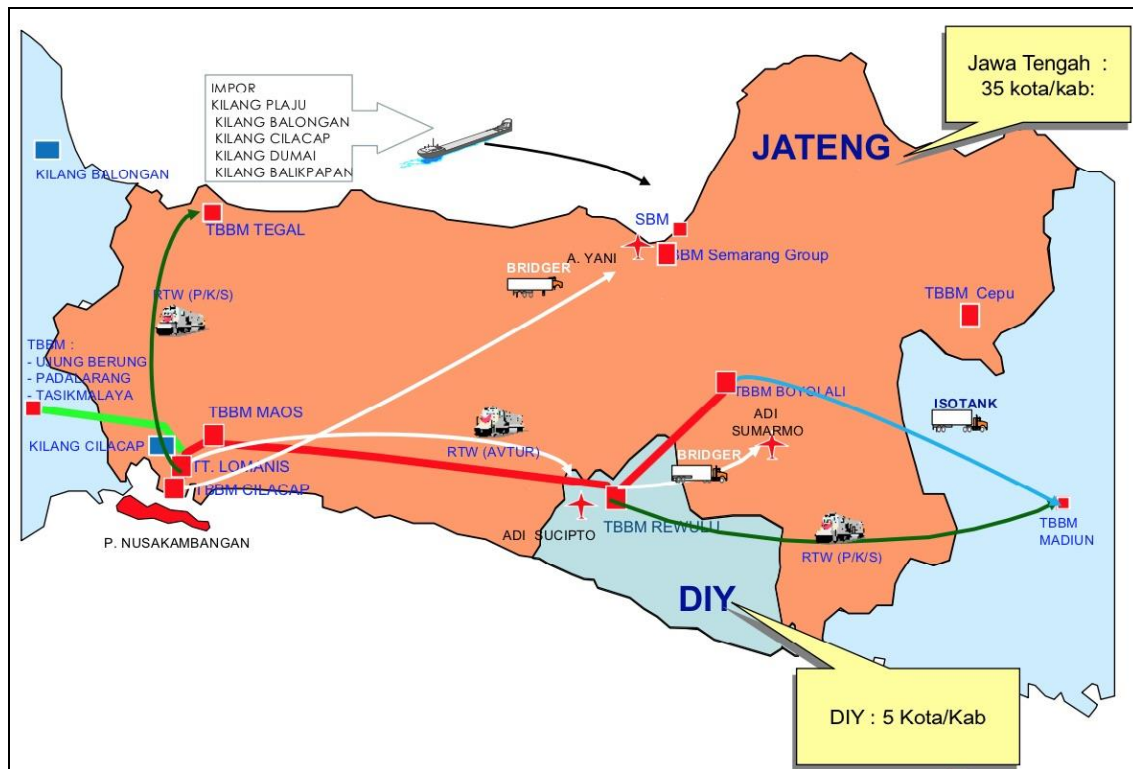 Jawa Tengah :
35 kota/kab:
IMPOR
KILANG PLAJU
KILANG BALONGAN
KILANG CILACAP
KILANG DUMAI
KILANG BALIKPAPAN
JATENG
KILANG BALONGAN
TBBM TEGAL
SBM
A. YANI
BBM Semarang Group
BRIDGER
RTW (P/K/S)
TBBM Cepu
TBBM :
- UJUNG BERUNG
- PADALARANG
- TASIKMALAYA
TBBM BOYOLALI
ISOTANK
TBBM MAOS
ADI
SUMARMO
KILANG CILACAP
RTW (AVTUR)
BRIDGER
TT. LOMANIS
TBBM CILACAP
TBBM REWULU
TBBM
MADIUN
ADI SUCIPTO
P. NUSAKAMBANGAN
RTW (P/K/S)
DIY
DIY : 5 Kota/Kab